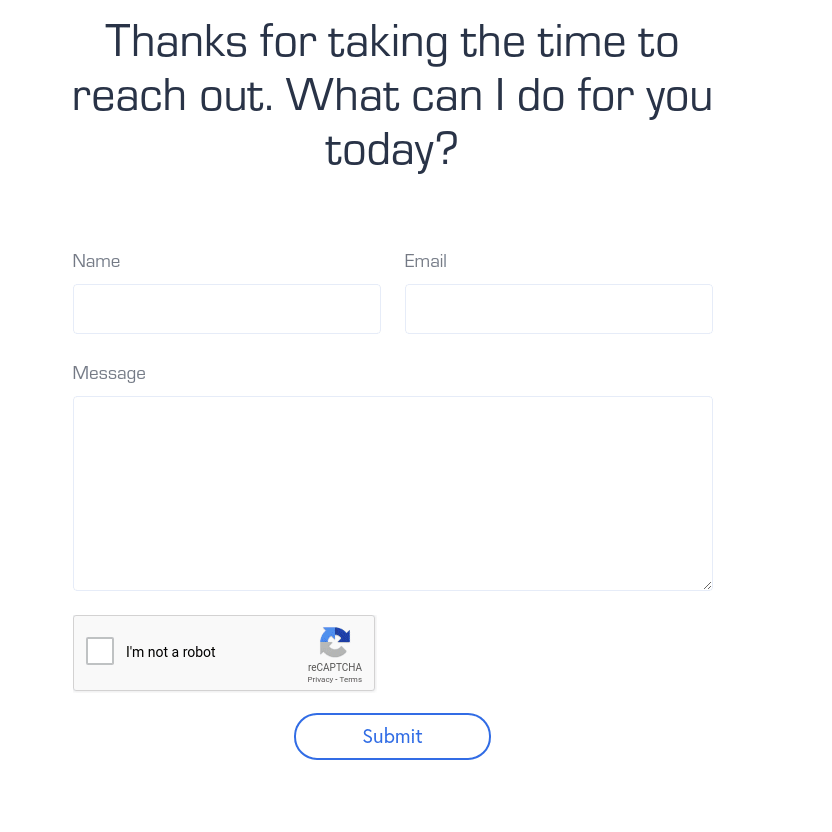 Thanks for taking the time to
reach out. What can I do for you
today?
Name
Email
Message
I'm not a robot
reCAPTCHA
Privacy - Terms
Submit